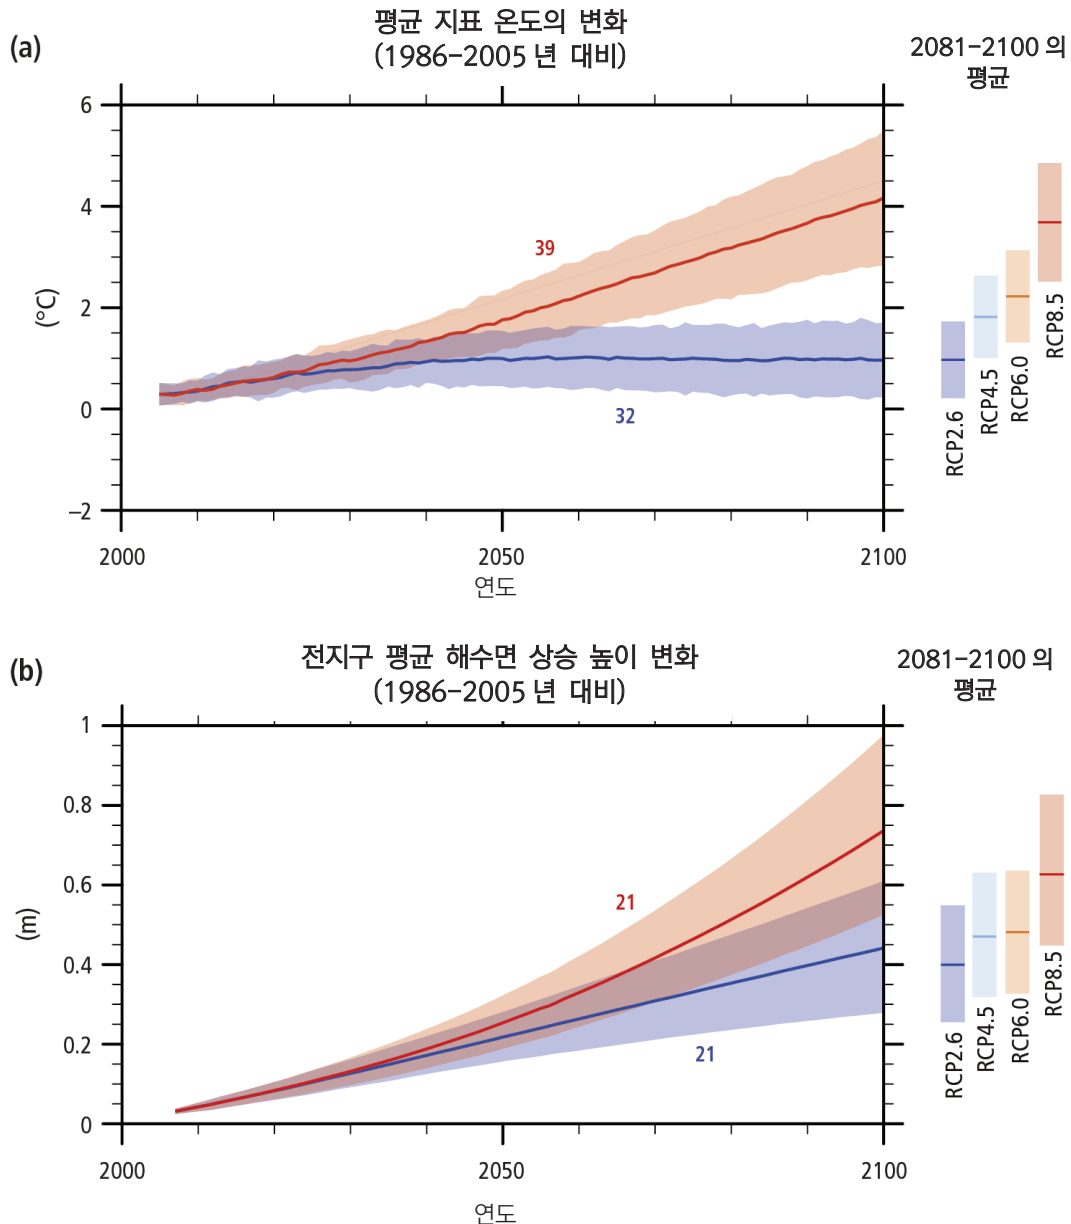 (a)
평균 지표 온도의 변화
(1986–2005 년 대비)
2081–2100 의
평균
6
4
2
0
–2
(°C)
39
32
2000
2050
2100
연도
RCP2.6
RCP4.5
RCP6.0
RCP8.5
(b)
전지구 평균 해수면 상승 높이 변화
(1986–2005 년 대비)
2081–2100 의
평균
1
0.8
0.6
0.4
0.2
0
(m)
21
21
2000
2050
2100
연도
RCP2.6
RCP4.5
RCP6.0
RCP8.5